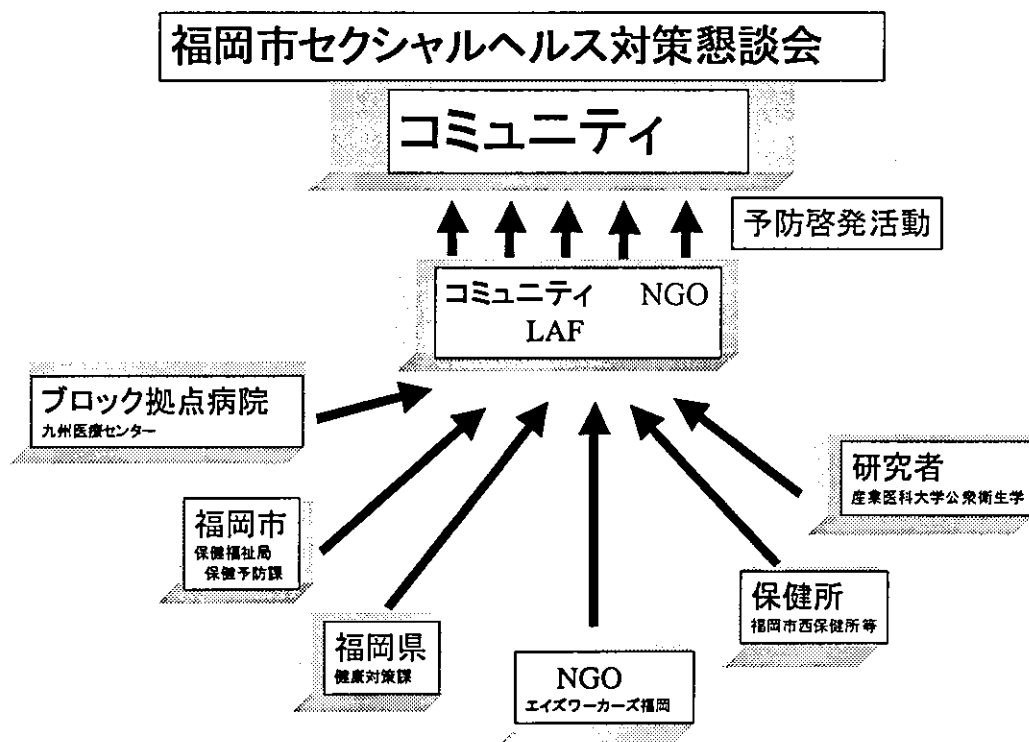 福岡市セクシャルヘルス対策懇談会
コミュニティ
予防啓発活動
コミュニティ NGO
LAF
ブロック拠点病院
九州医療センター
研究者
産業医科大学公衆衛生学
福岡市
保健福祉局
保健予防課
保健所
福岡市西保健所等
福岡県
健康対策課
NGO
エイズワーカーズ福岡